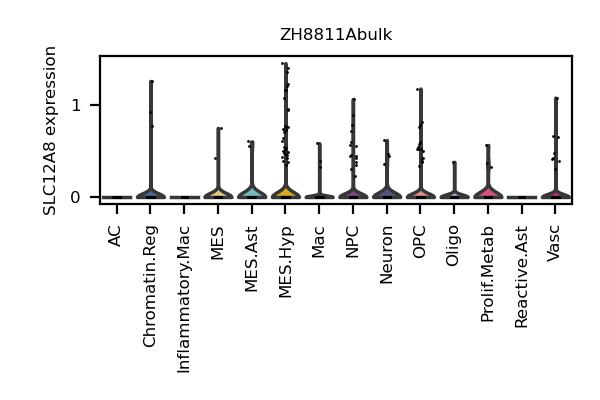 ZH8811Abulk
SLC12A8 expression
1
0
AC
Chromatin.Reg
Inflammatory.Mac
MES
MES.Ast
MES.Hyp
Mac
NPC
Neuron
OPC
Oligo
Prolif.Metab
Reactive.Ast
Vasc